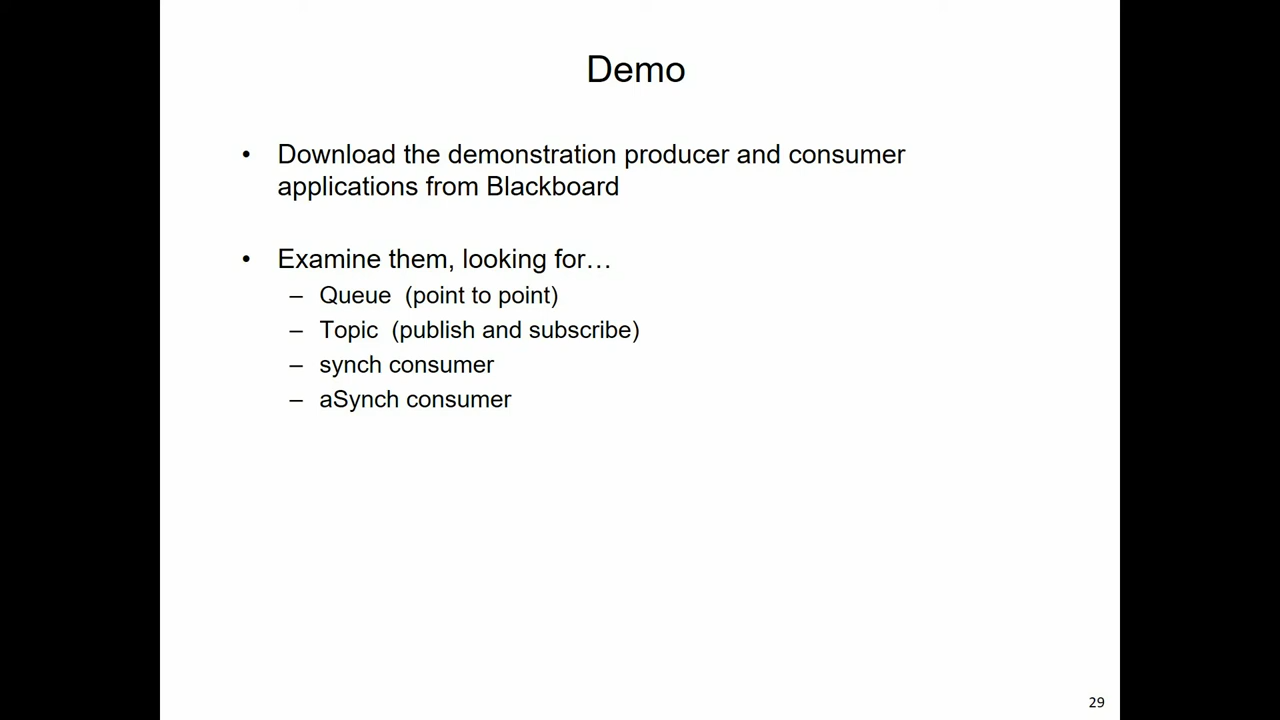 Demo
• Download the demonstration producer and consumer
applications from Blackboard
• Examine them, looking for…
– Queue (point to point)
– Topic (publish and subscribe)
– synch consumer
– aSynch consumer
29